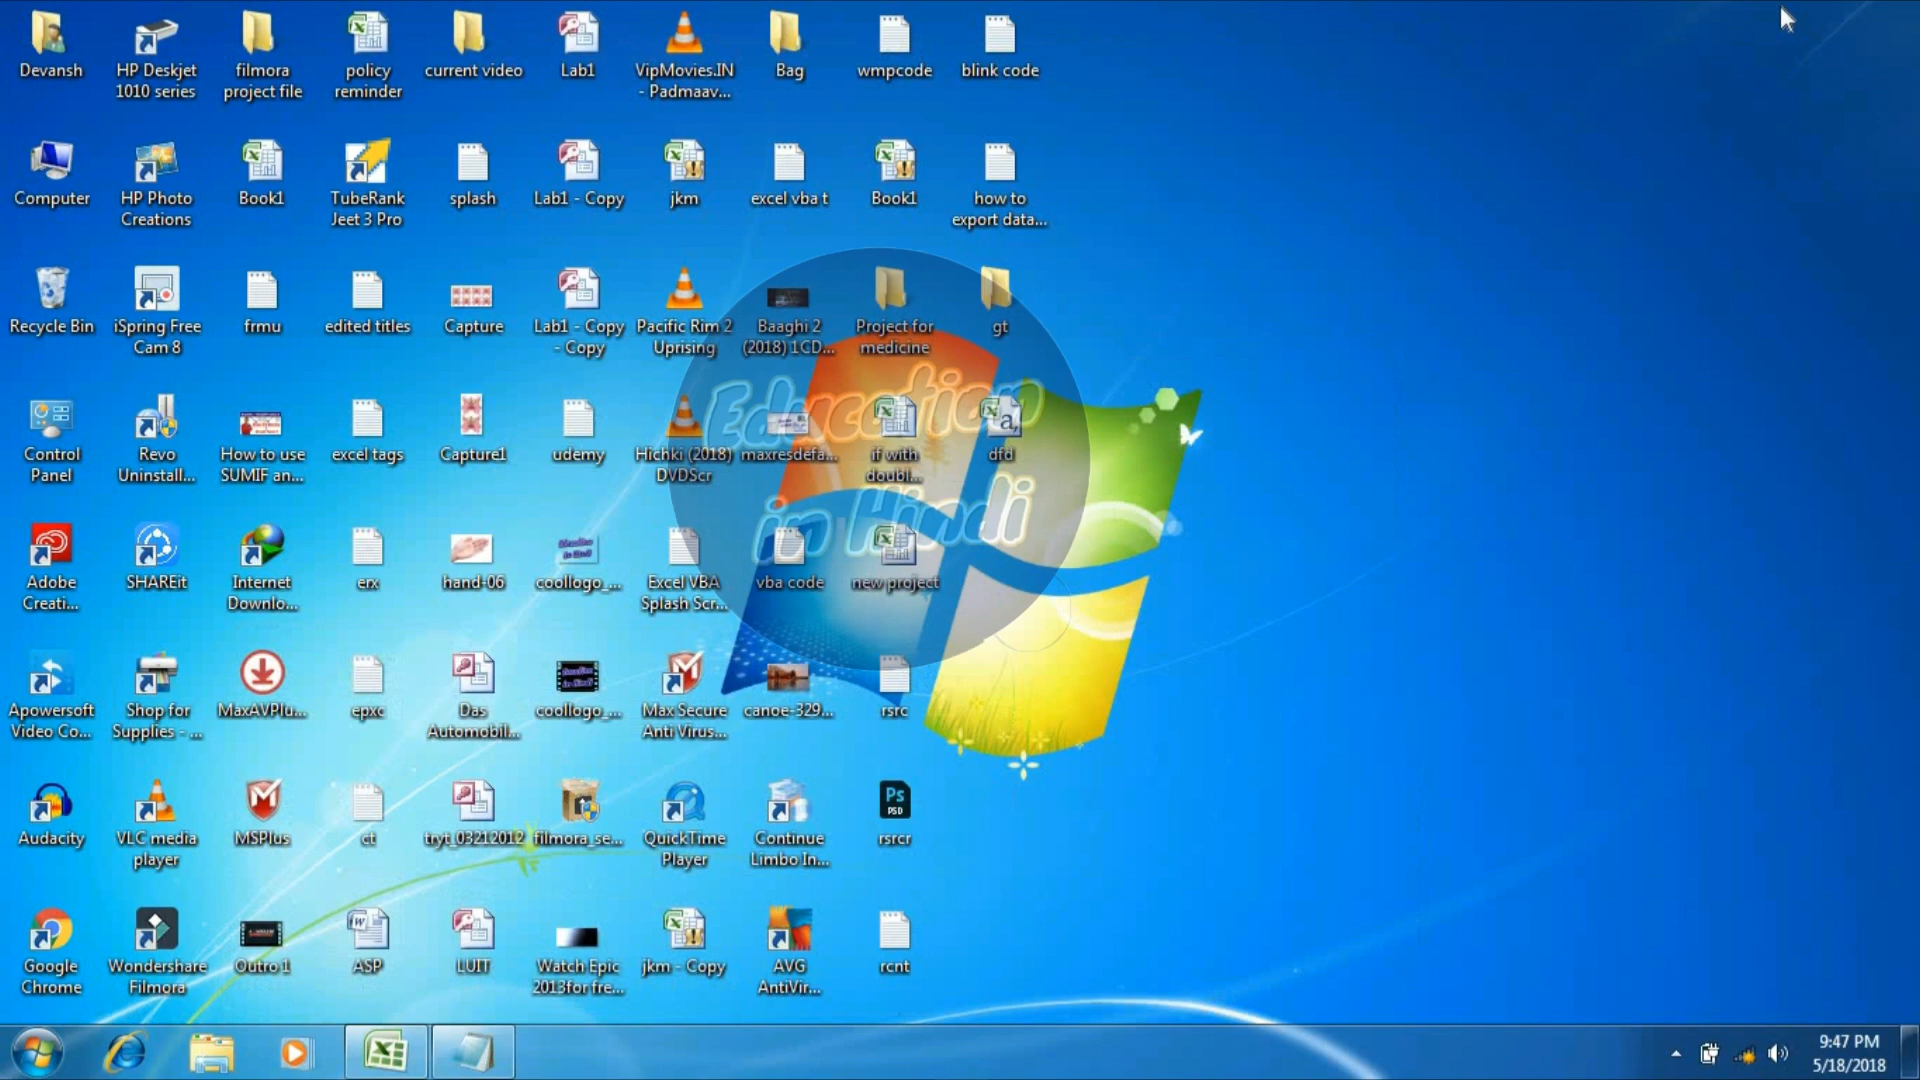 Devansh
HP Deskjet
1010 series
filmora
project file
policy
reminder
current video
Lab1
VipMovies.IN
- Padmaav...
Bag
wmpcode
blink code
Computer
HP Photo
Creations
Book1
TubeRank
Jeet 3 Pro
splash
Lab1 - Copy
jkm
excel vba t
Book1
how to
export data...
Recycle Bin
iSpring Free
Cam 8
frmu
edited titles
Capture
Lab1 - Copy
- Copy
Pacific Rim 2
Uprising
Baaghi 2
(2018) 1CD...
Project for
medicine
gt
Education
in Hindi
Control
Panel
Revo
Uninstall...
How to use
SUMIF an...
excel tags
Capture1
udemy
Hichki (2018)
DVDScr
maxresdefa...
if with
doubl...
a,
dfd
Adobe
Creati...
SHAREit
Internet
Downlo...
erx
hand-06
coollogo_...
Excel VBA
Splash Scr...
vba code
new project
Apowersoft
Video Co...
Shop for
Supplies - ...
MaxAVPlu...
epxc
Das
Automobil...
coollogo_...
Max Secure
Anti Virus...
canoe-329...
rsrc
Audacity
VLC media
player
MSPlus
ct
tryt_03212012
filmora_se...
QuickTime
Player
Continue
Limbo In...
Ps
PSD
rsrcr
Google
Chrome
Wondershare
Filmora
Outro 1
ASP
LUIT
Watch Epic
2013for fre...
jkm - Copy
AVG
AntiVir...
rcnt
9:47 PM
5/18/2018